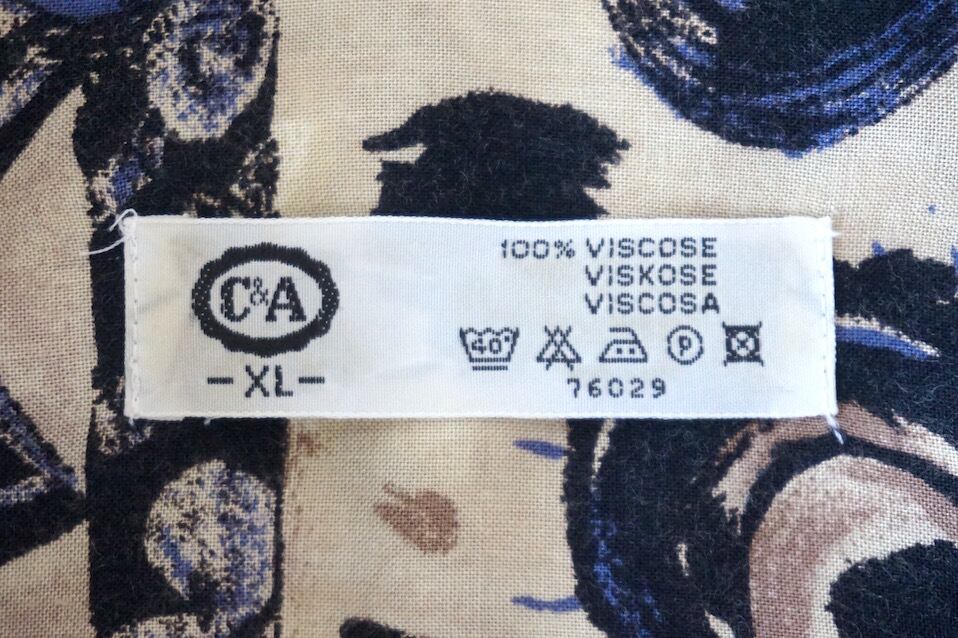 C&A
-XL-
100% VISCOSE
VISKOSE
VISCOSA
40°
P
76029